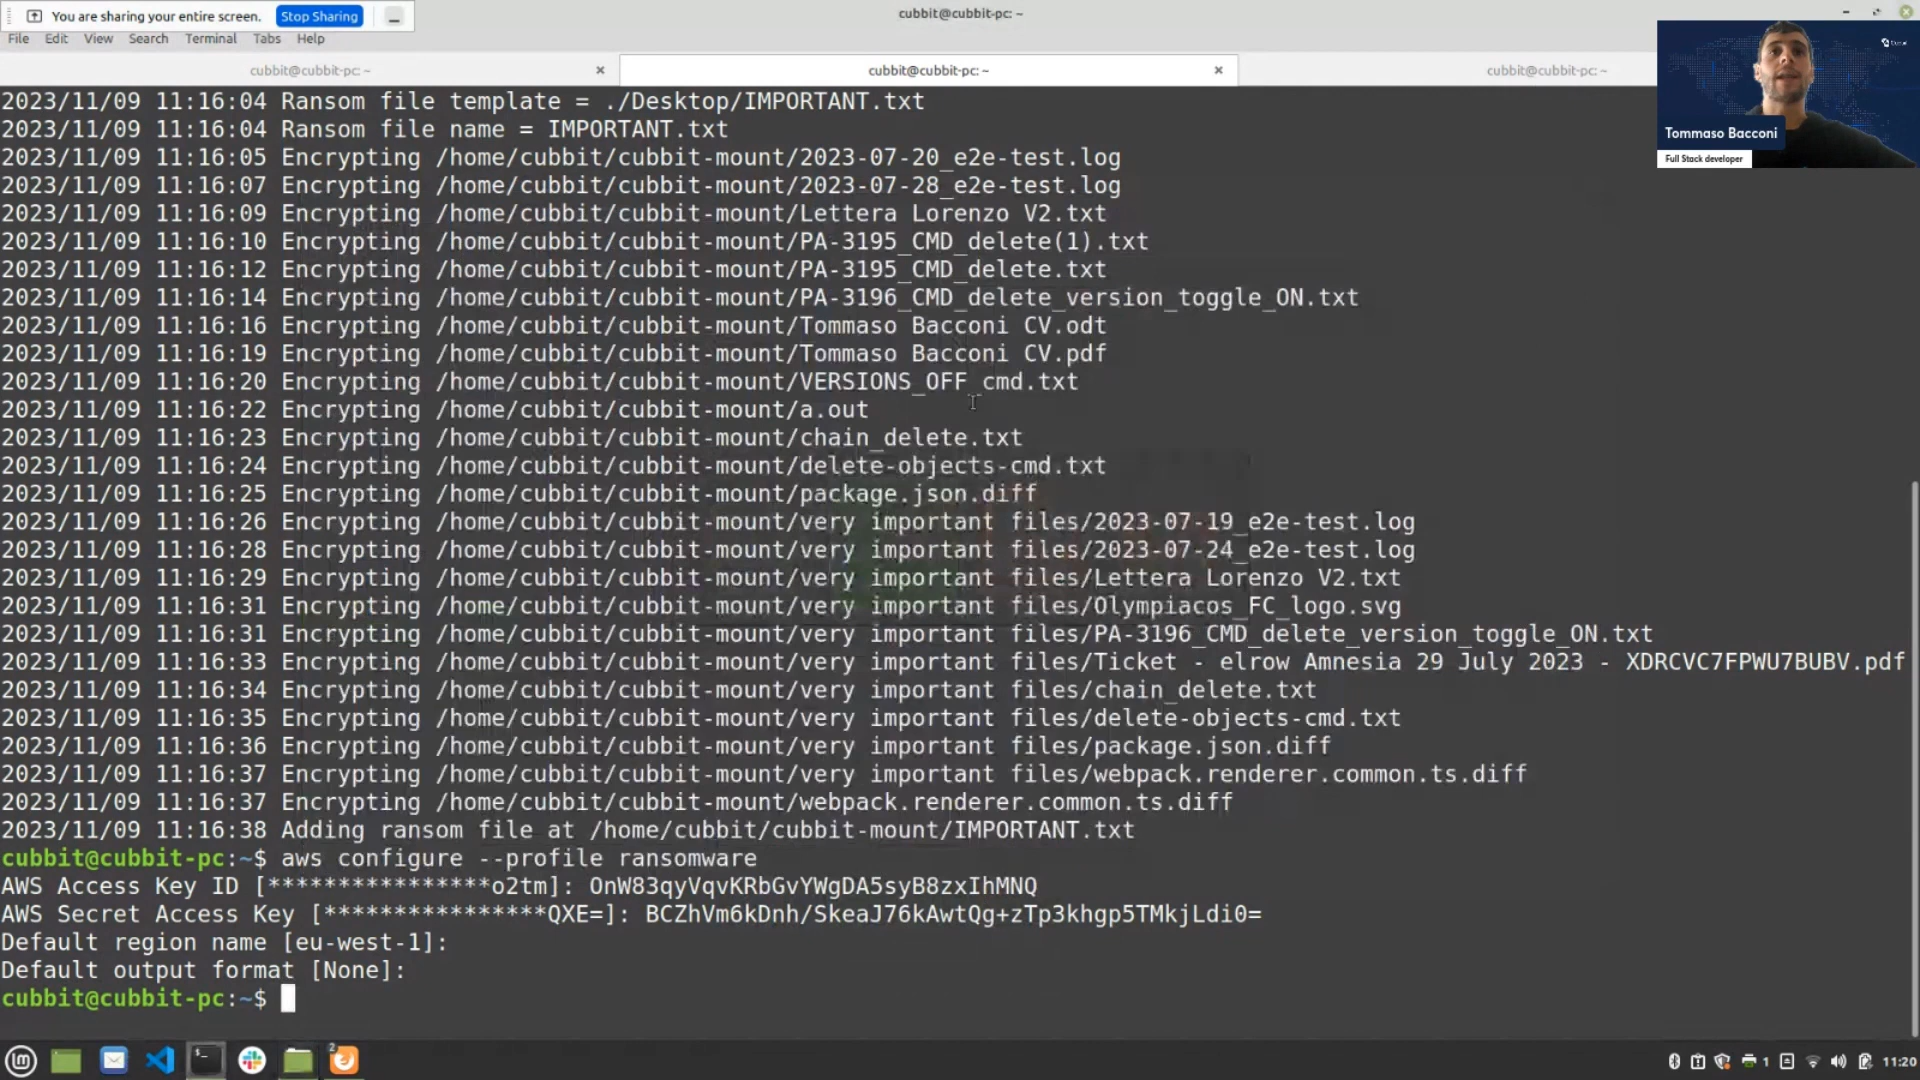 You are sharing your entire screen. Stop Sharing
cubbit@cubbit-pc: ~
File Edit View Search Terminal Tabs Help
cubbit@cubbit-pc: ~ × cubbit@cubbit-pc: ~ × cubbit@cubbit-pc: ~
Tommaso Bacconi
Full Stack developer
2023/11/09 11:16:04 Ransom file template = ./Desktop/IMPORTANT.txt
2023/11/09 11:16:04 Ransom file name = IMPORTANT.txt
2023/11/09 11:16:05 Encrypting /home/cubbit/cubbit-mount/2023-07-20_e2e-test.log
2023/11/09 11:16:07 Encrypting /home/cubbit/cubbit-mount/2023-07-28_e2e-test.log
2023/11/09 11:16:09 Encrypting /home/cubbit/cubbit-mount/Lettera Lorenzo V2.txt
2023/11/09 11:16:10 Encrypting /home/cubbit/cubbit-mount/PA-3195_CMD_delete(1).txt
2023/11/09 11:16:12 Encrypting /home/cubbit/cubbit-mount/PA-3195_CMD_delete.txt
2023/11/09 11:16:14 Encrypting /home/cubbit/cubbit-mount/PA-3196_CMD_delete_version_toggle_ON.txt
2023/11/09 11:16:16 Encrypting /home/cubbit/cubbit-mount/Tommaso Bacconi CV.odt
2023/11/09 11:16:19 Encrypting /home/cubbit/cubbit-mount/Tommaso Bacconi CV.pdf
2023/11/09 11:16:20 Encrypting /home/cubbit/cubbit-mount/VERSIONS_OFF_cmd.txt
2023/11/09 11:16:22 Encrypting /home/cubbit/cubbit-mount/a.out
2023/11/09 11:16:23 Encrypting /home/cubbit/cubbit-mount/chain_delete.txt
2023/11/09 11:16:24 Encrypting /home/cubbit/cubbit-mount/delete-objects-cmd.txt
2023/11/09 11:16:25 Encrypting /home/cubbit/cubbit-mount/package.json.diff
2023/11/09 11:16:26 Encrypting /home/cubbit/cubbit-mount/very important files/2023-07-19_e2e-test.log
2023/11/09 11:16:28 Encrypting /home/cubbit/cubbit-mount/very important files/2023-07-24_e2e-test.log
2023/11/09 11:16:29 Encrypting /home/cubbit/cubbit-mount/very important files/Lettera Lorenzo V2.txt
2023/11/09 11:16:31 Encrypting /home/cubbit/cubbit-mount/very important files/Olympiacos_FC_logo.svg
2023/11/09 11:16:31 Encrypting /home/cubbit/cubbit-mount/very important files/PA-3196_CMD_delete_version_toggle_ON.txt
2023/11/09 11:16:33 Encrypting /home/cubbit/cubbit-mount/very important files/Ticket - elrow Amnesia 29 July 2023 - XDRCVC7FPWU7BUBV.pdf
2023/11/09 11:16:34 Encrypting /home/cubbit/cubbit-mount/very important files/chain_delete.txt
2023/11/09 11:16:35 Encrypting /home/cubbit/cubbit-mount/very important files/delete-objects-cmd.txt
2023/11/09 11:16:36 Encrypting /home/cubbit/cubbit-mount/very important files/package.json.diff
2023/11/09 11:16:37 Encrypting /home/cubbit/cubbit-mount/very important files/webpack.renderer.common.ts.diff
2023/11/09 11:16:37 Encrypting /home/cubbit/cubbit-mount/webpack.renderer.common.ts.diff
2023/11/09 11:16:38 Adding ransom file at /home/cubbit/cubbit-mount/IMPORTANT.txt
cubbit@cubbit-pc:~$ aws configure --profile ransomware
AWS Access Key ID [****************o2tm]: OnW83qyVqvKRbGvYWgDA5syB8zxIhMNQ
AWS Secret Access Key [****************QXE=]: BCZhVm6kDnh/SkeaJ76kAwtQg+zTp3khgp5TMkjLdi0=
Default region name [eu-west-1]:
Default output format [None]:
cubbit@cubbit-pc:~$
2
1 11:20